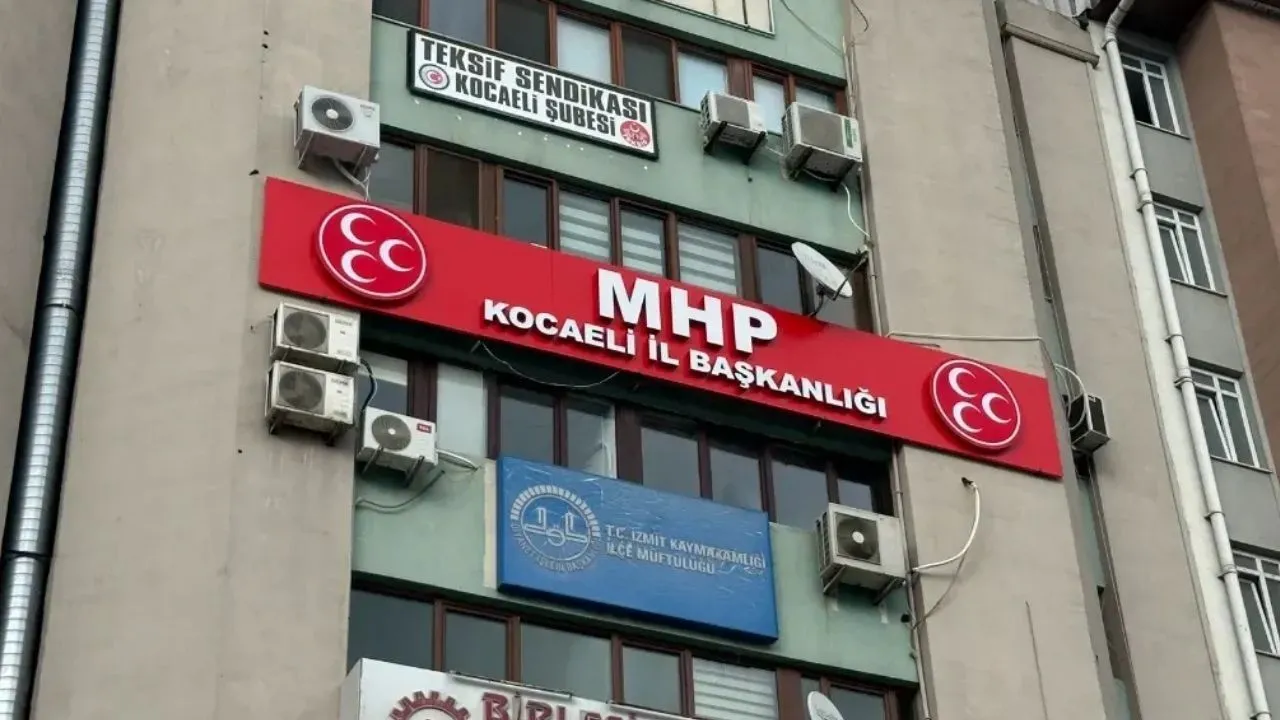 TEKSİF SENDİKASI
KOCAELİ ŞUBESİ
MHP
KOCAELİ İL BAŞKANLIĞI
T.C. İZMİT KAYMAKAMLIĞI
İLÇE MÜFTÜLÜĞÜ